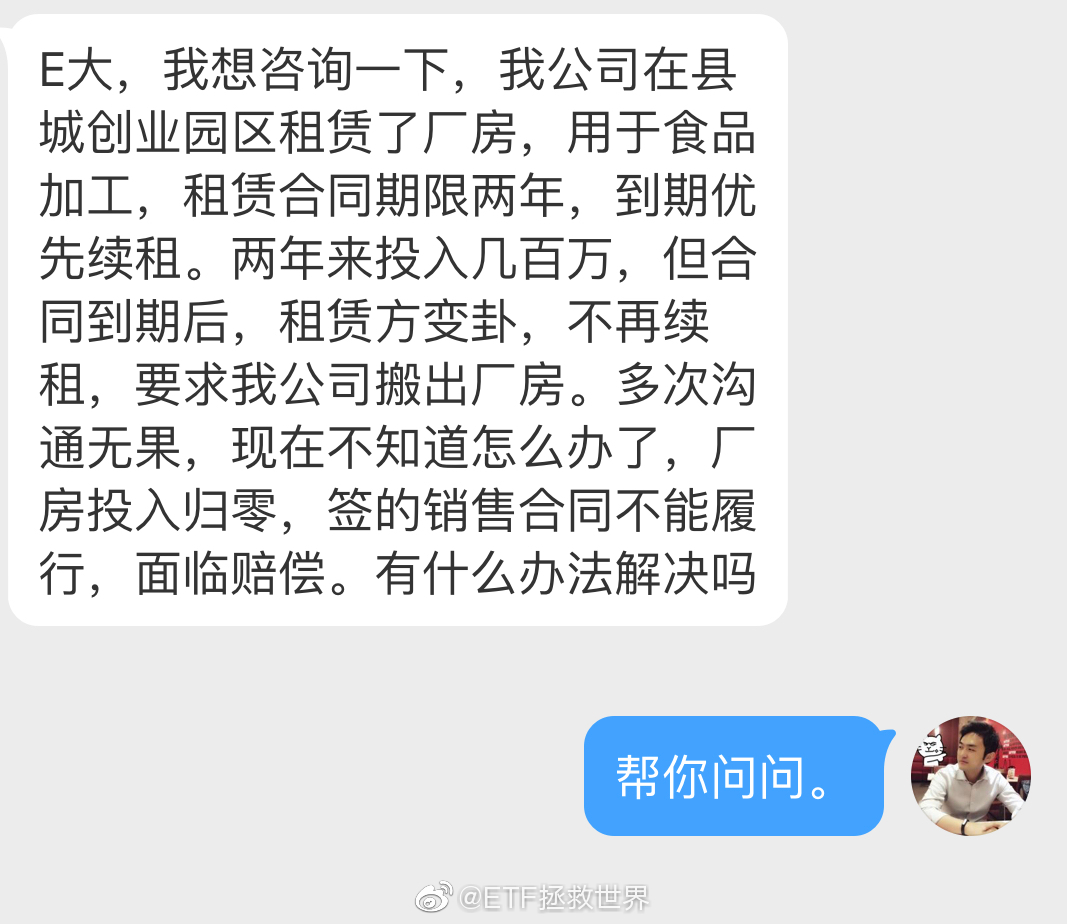 E大，我想咨询一下，我公司在县
城创业园区租赁了厂房，用于食品
加工，租赁合同期限两年，到期优
先续租。两年来投入几百万，但合
同到期后，租赁方变卦，不再续
租，要求我公司搬出厂房。多次沟
通无果，现在不知道怎么办了，厂
房投入归零，签的销售合同不能履
行，面临赔偿。有什么办法解决吗
帮你问问。
@ETF拯救世界